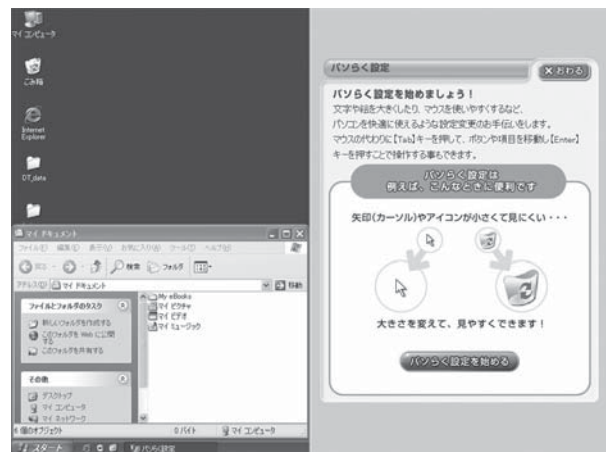 マイ コンピュータ
ごみ箱
Internet
Explorer
DT_data
マイ ドキュメント
ファイル(F) 編集(E) 表示(V) お気に入り(A) ツール(T) ヘルプ(H)
戻る 検索 フォルダ
アドレス(D) マイ ドキュメント 移動
ファイルとフォルダのタスク
新しいフォルダを作成する
このフォルダを Web に公開
する
このフォルダを共有する
その他
デスクトップ
マイ コンピュータ
マイ ネットワーク
My eBooks
マイ ピクチャ
マイ ビデオ
マイ ミュージック
6 個のオブジェクト 0 バイト マイ コンピュータ
スタート パソらく設定
パソらく設定
×おわる
パソらく設定を始めましょう！
文字や絵を大きくしたり、マウスを使いやすくするなど、
パソコンを快適に使えるような設定変更のお手伝いをします。
マウスの代わりに【Tab】キーを押して、ボタンや項目を移動し【Enter】
キーを押すことで操作する事もできます。
パソらく設定は
例えば、こんなときに便利です
矢印(カーソル)やアイコンが小さくて見にくい・・・
大きさを変えて、見やすくできます！
パソらく設定を始める